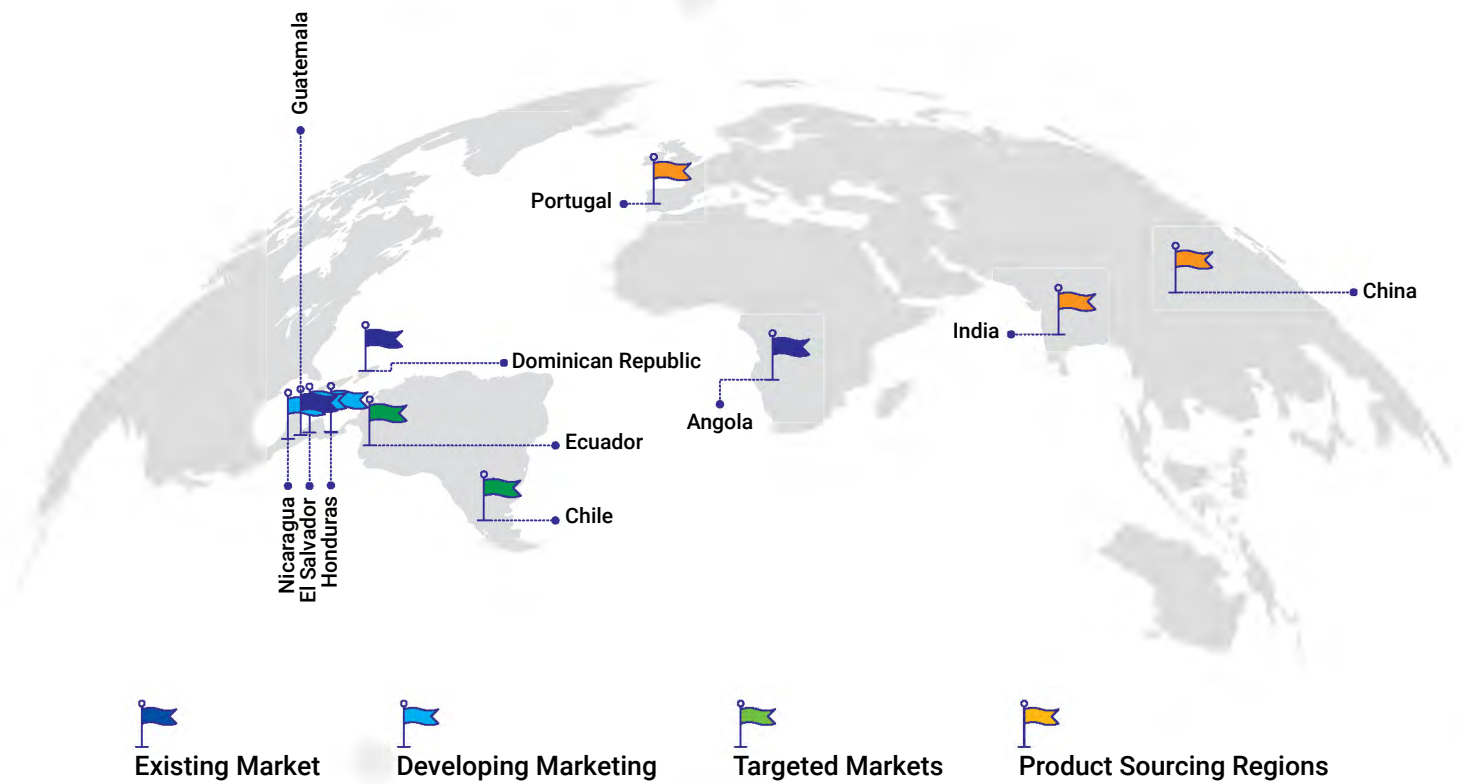 Guatemala
Portugal
China
India
Dominican Republic
Angola
Ecuador
Chile
Nicaragua
El Salvador
Honduras
Existing Market
Developing Marketing
Targeted Markets
Product Sourcing Regions